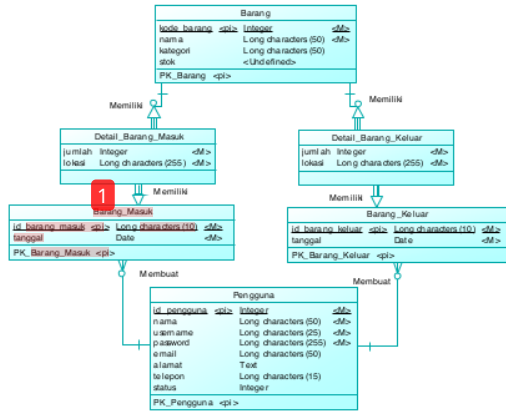 Barang
kode_barang <pi> Integer <M>
nama Long characters (50) <M>
kategori Long characters (50)
stok <Undefined>
PK_Barang <pi>
Memiliki
Memiliki
Detail_Barang_Masuk
jumlah Integer <M>
lokasi Long characters (255) <M>
Detail_Barang_Keluar
jumlah Integer <M>
lokasi Long characters (255) <M>
1
Memiliki
Memiliki
Barang_Masuk
id_barang_masuk <pi> Long characters (10) <M>
tanggal Date <M>
PK_Barang_Masuk <pi>
Barang_Keluar
id_barang_keluar <pi> Long characters (10) <M>
tanggal Date <M>
PK_Barang_Keluar <pi>
Membuat
Membuat
Pengguna
id_pengguna <pi> Integer <M>
nama Long characters (50) <M>
username Long characters (25) <M>
password Long characters (255) <M>
email Long characters (50)
alamat Text
telepon Long characters (15)
status Integer
PK_Pengguna <pi>